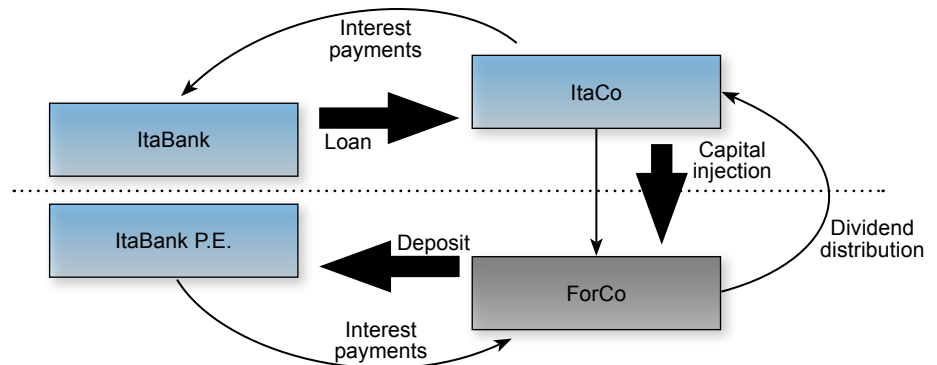 Interest
payments
ItaCo
ItaBank
Loan
Capital
injection
ItaBank P.E.
Deposit
Dividend
distribution
ForCo
Interest
payments